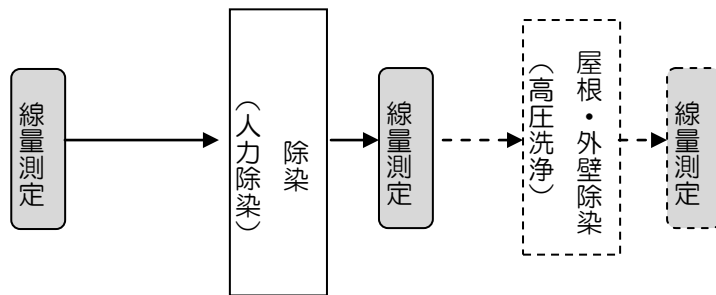 線量測定
除染
（人力除染）
線量測定
屋根・外壁除染
（高圧洗浄）
線量測定